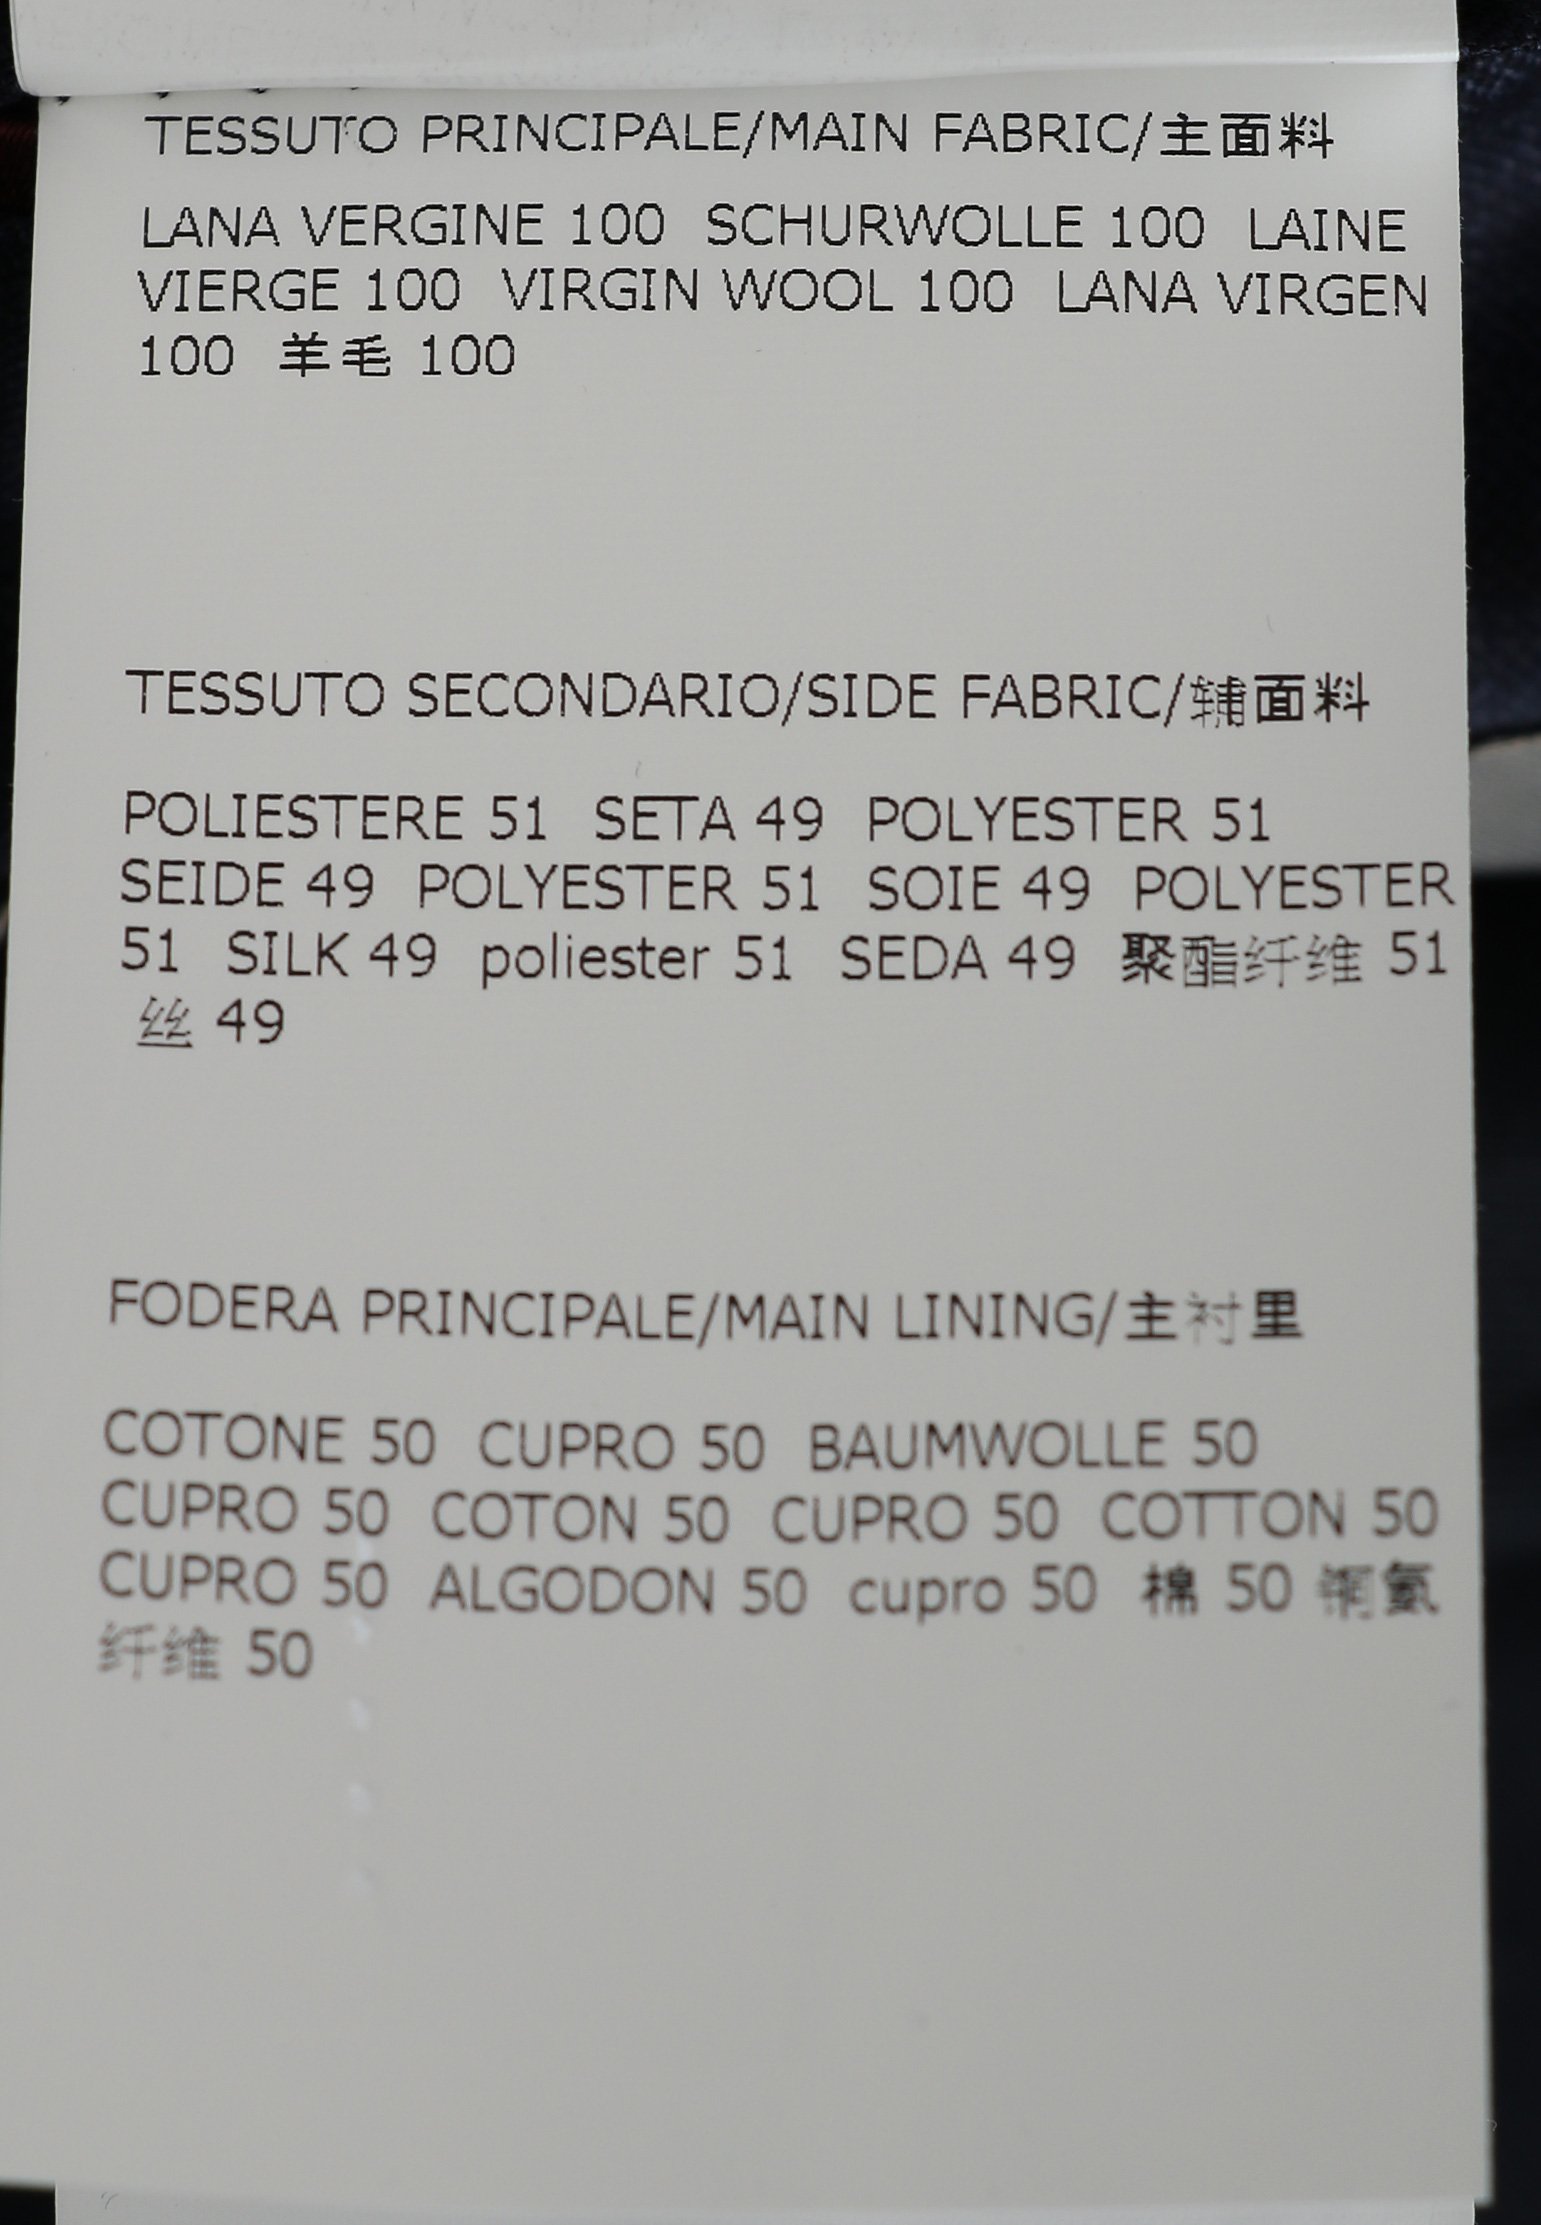 TESSUTO PRINCIPALE/MAIN FABRIC/主面料
LANA VERGINE 100 SCHURWOLLE 100 LAINE
VIERGE 100 VIRGIN WOOL 100 LANA VIRGEN
100 羊毛 100
TESSUTO SECONDARIO/SIDE FABRIC/辅面料
POLIESTERE 51 SETA 49 POLYESTER 51
SEIDE 49 POLYESTER 51 SOIE 49 POLYESTER
51 SILK 49 poliester 51 SEDA 49 聚酯纤维 51
丝 49
FODERA PRINCIPALE/MAIN LINING/主衬里
COTONE 50 CUPRO 50 BAUMWOLLE 50
CUPRO 50 COTON 50 CUPRO 50 COTTON 50
CUPRO 50 ALGODON 50 cupro 50 棉 50 铜氨
纤维 50